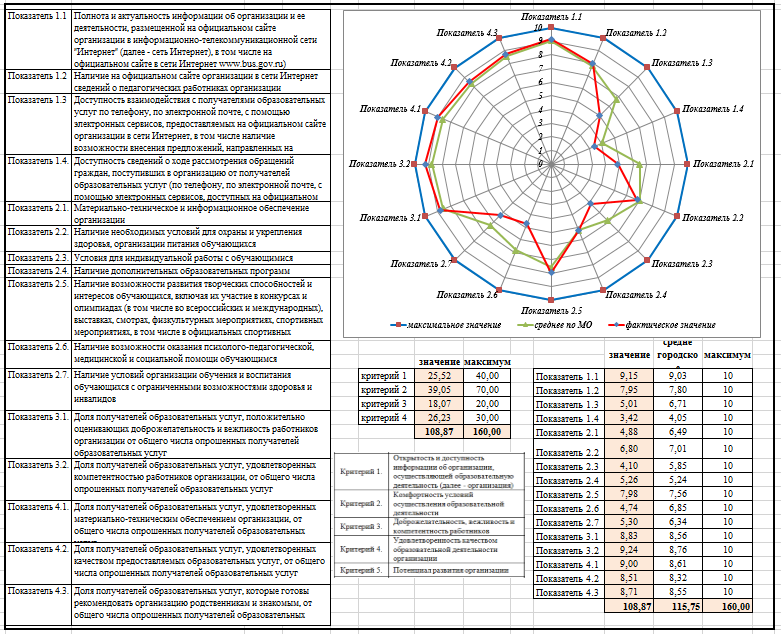 Показатель 1.1 Полнота и актуальность информации об организации и ее
деятельности, размещенной на официальном сайте
организации в информационно-телекоммуникационной сети
"Интернет" (далее - сеть Интернет), в том числе на
официальном сайте в сети Интернет www.bus.gov.ru)
Показатель 1.2 Наличие на официальном сайте организации в сети Интернет
сведений о педагогических работниках организации
Показатель 1.3 Доступность взаимодействия с получателями образовательных
услуг по телефону, по электронной почте, с помощью
электронных сервисов, предоставляемых на официальном сайте
организации в сети Интернет, в том числе наличие
возможности внесения предложений, направленных на
Показатель 1.4. Доступность сведений о ходе рассмотрения обращений
граждан, поступивших в организацию от получателей
образовательных услуг (по телефону, по электронной почте, с
помощью электронных сервисов, доступных на официальном
Показатель 2.1. Материально-техническое и информационное обеспечение
организации
Показатель 2.2. Наличие необходимых условий для охраны и укрепления
здоровья, организации питания обучающихся
Показатель 2.3. Условия для индивидуальной работы с обучающимися
Показатель 2.4. Наличие дополнительных образовательных программ
Показатель 2.5. Наличие возможности развития творческих способностей и
интересов обучающихся, включая их участие в конкурсах и
олимпиадах (в том числе во всероссийских и международных),
выставках, смотрах, физкультурных мероприятиях, спортивных
мероприятиях, в том числе в официальных спортивных
Показатель 2.6. Наличие возможности оказания психолого-педагогической,
медицинской и социальной помощи обучающимся
Показатель 2.7. Наличие условий организации обучения и воспитания
обучающихся с ограниченными возможностями здоровья и
инвалидов
Показатель 3.1. Доля получателей образовательных услуг, положительно
оценивающих доброжелательность и вежливость работников
организации от общего числа опрошенных получателей
образовательных услуг
Показатель 3.2. Доля получателей образовательных услуг, удовлетворенных
компетентностью работников организации, от общего числа
опрошенных получателей образовательных услуг
Показатель 4.1. Доля получателей образовательных услуг, удовлетворенных
материально-техническим обеспечением организации, от
общего числа опрошенных получателей образовательных
Показатель 4.2. Доля получателей образовательных услуг, удовлетворенных
качеством предоставляемых образовательных услуг, от общего
числа опрошенных получателей образовательных услуг
Показатель 4.3. Доля получателей образовательных услуг, которые готовы
рекомендовать организацию родственникам и знакомым, от
общего числа опрошенных получателей образовательных
Показатель 1.1
Показатель 1.2
Показатель 1.3
Показатель 1.4
Показатель 2.1
Показатель 2.2
Показатель 2.3
Показатель 2.4
Показатель 2.5
Показатель 2.6
Показатель 2.7
Показатель 3.1
Показатель 3.2
Показатель 4.1
Показатель 4.2
Показатель 4.3
10
9
8
7
6
5
4
3
2
1
0
максимальное значение среднее по МО фактическое значение
значение максимум
критерий 1 25,52 40,00
критерий 2 39,05 70,00
критерий 3 18,07 20,00
критерий 4 26,23 30,00
108,87 160,00
Критерий 1. Открытость и доступность
информации об организации,
осуществляющей образовательную
деятельность (далее - организация)
Критерий 2. Комфортность условий
осуществления образовательной
деятельности
Критерий 3. Доброжелательность, вежливость и
компетентность работников
Критерий 4. Удовлетворенность качеством
образовательной деятельности
организации
Критерий 5. Потенциал развития организации
значение средне городско максимум
Показатель 1.1 9,15 9,03 10
Показатель 1.2 7,95 7,80 10
Показатель 1.3 5,01 6,71 10
Показатель 1.4 3,42 4,05 10
Показатель 2.1 4,88 6,49 10
Показатель 2.2 6,80 7,01 10
Показатель 2.3 4,10 5,85 10
Показатель 2.4 5,26 5,24 10
Показатель 2.5 7,98 7,56 10
Показатель 2.6 4,74 6,85 10
Показатель 2.7 5,30 6,34 10
Показатель 3.1 8,83 8,56 10
Показатель 3.2 9,24 8,76 10
Показатель 4.1 9,00 8,61 10
Показатель 4.2 8,51 8,32 10
Показатель 4.3 8,71 8,55 10
108,87 115,75 160,00